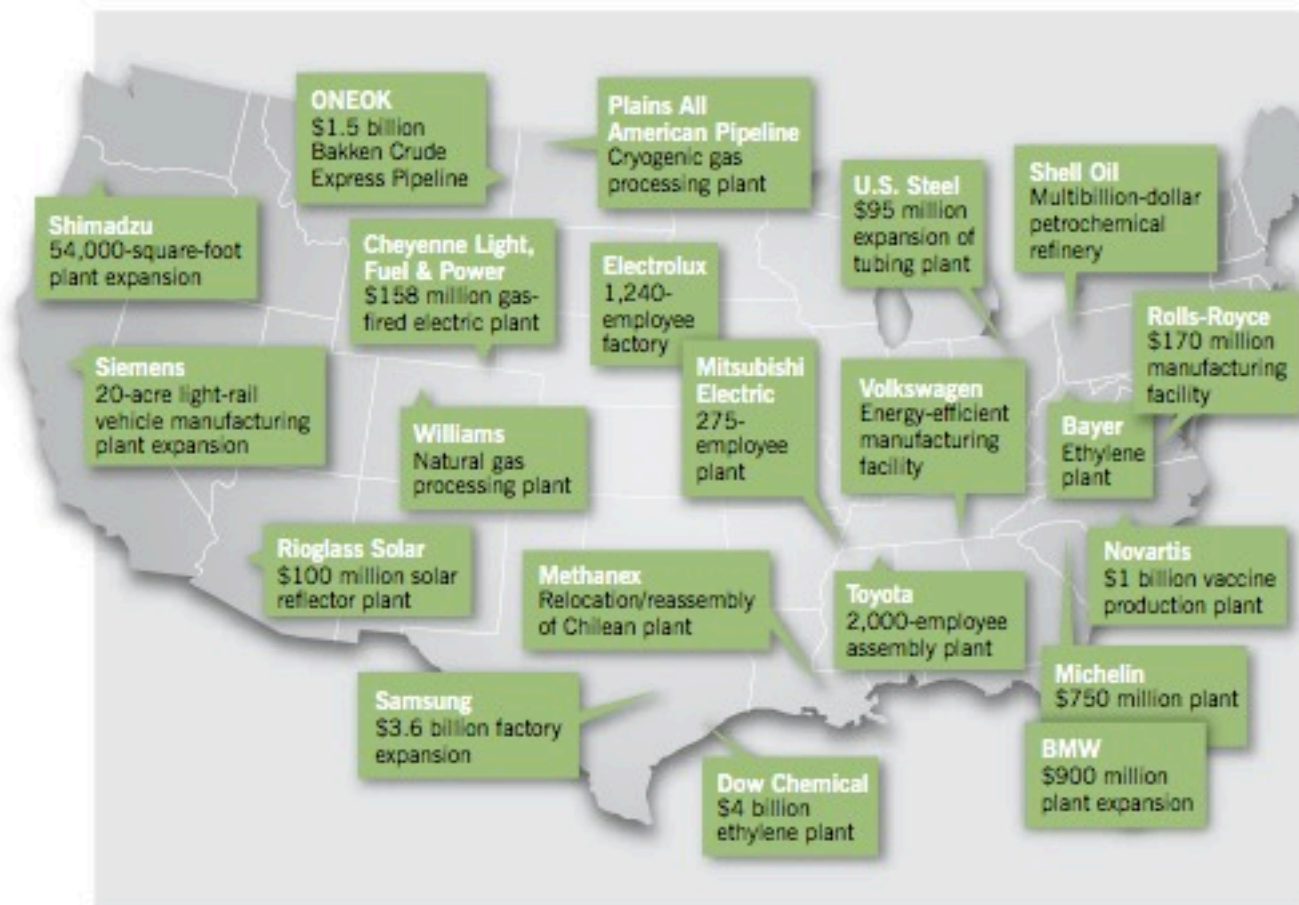 ONEOK
$1.5 billion
Bakken Crude
Express Pipeline
Plains All
American Pipeline
Cryogenic gas
processing plant
U.S. Steel
$95 million
expansion of
tubing plant
Shell Oil
Multibillion-dollar
petrochemical
refinery
Shimadzu
54,000-square-foot
plant expansion
Cheyenne Light,
Fuel & Power
$158 million gas-
fired electric plant
Electrolux
1,240-
employee
factory
Rolls-Royce
$170 million
manufacturing
facility
Siemens
20-acre light-rail
vehicle manufacturing
plant expansion
Williams
Natural gas
processing plant
Mitsubishi
Electric
275-
employee
plant
Volkswagen
Energy-efficient
manufacturing
facility
Bayer
Ethylene
plant
Rioglass Solar
$100 million solar
reflector plant
Methanex
Relocation/reassembly
of Chilean plant
Toyota
2,000-employee
assembly plant
Novartis
$1 billion vaccine
production plant
Samsung
$3.6 billion factory
expansion
Dow Chemical
$4 billion
ethylene plant
Michelin
$750 million plant
BMW
$900 million
plant expansion